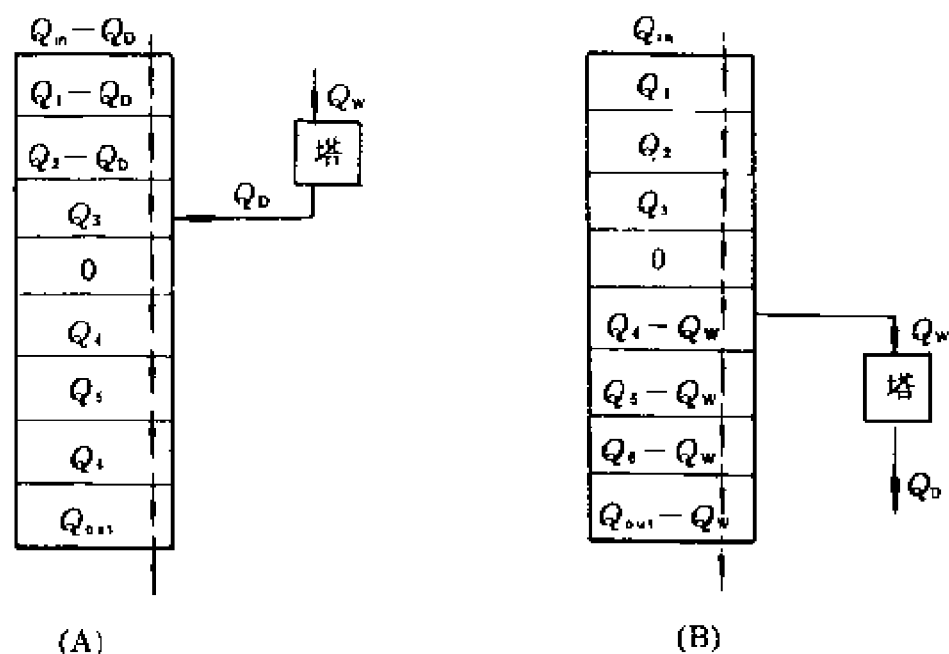 Q_in − Q_D
Q_1 − Q_D
Q_2 − Q_D
Q_3
0
Q_4
Q_5
Q_4
Q_out
Q_W
塔
Q_D
(A)
Q_in
Q_1
Q_2
Q_3
0
Q_4 − Q_W
Q_5 − Q_W
Q_6 − Q_W
Q_out − Q_W
Q_W
塔
Q_D
(B)